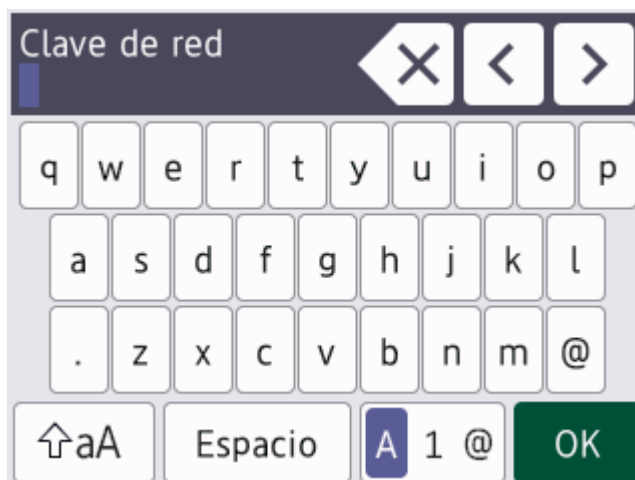 Clave de red
q w e r t y u i o p
a s d f g h j k l
. z x c v b n m @
aA Espacio A 1 @ OK